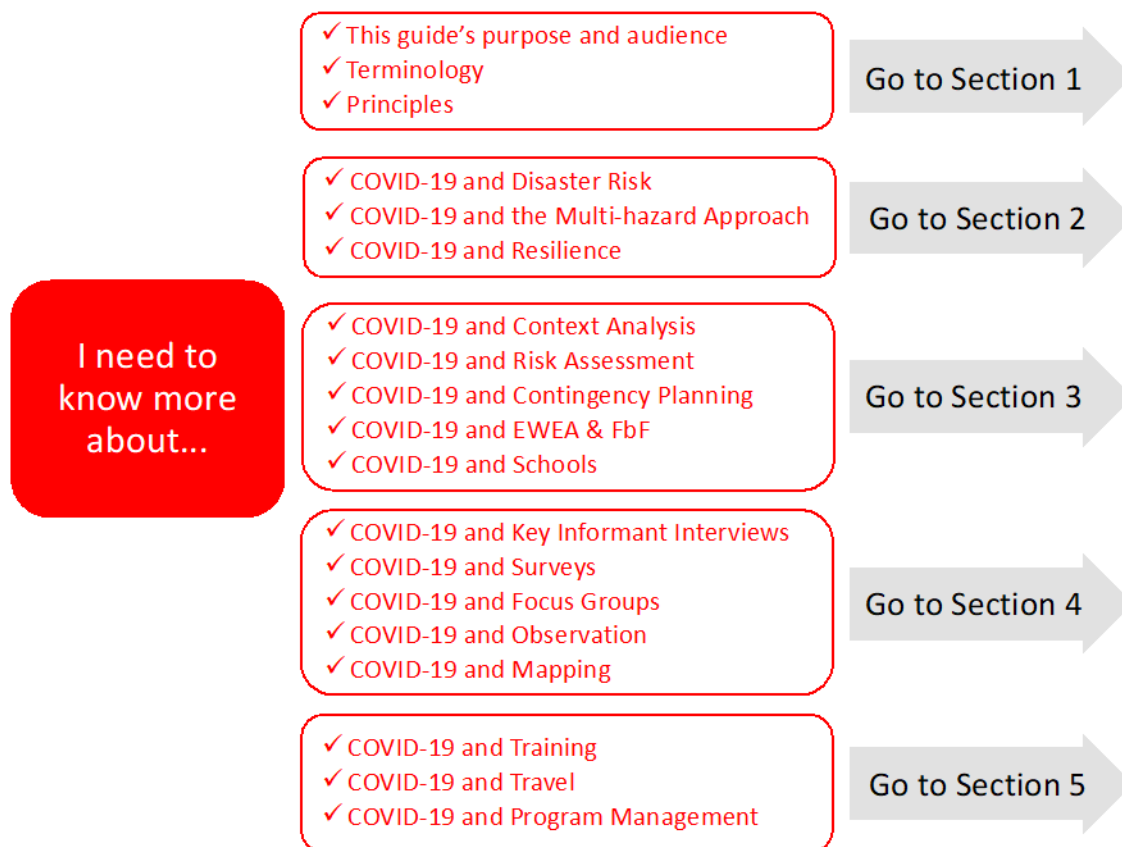 I need to
know more
about...
✓ This guide's purpose and audience
✓ Terminology
✓ Principles
Go to Section 1
✓ COVID-19 and Disaster Risk
✓ COVID-19 and the Multi-hazard Approach
✓ COVID-19 and Resilience
Go to Section 2
✓ COVID-19 and Context Analysis
✓ COVID-19 and Risk Assessment
✓ COVID-19 and Contingency Planning
✓ COVID-19 and EWEA & FbF
✓ COVID-19 and Schools
Go to Section 3
✓ COVID-19 and Key Informant Interviews
✓ COVID-19 and Surveys
✓ COVID-19 and Focus Groups
✓ COVID-19 and Observation
✓ COVID-19 and Mapping
Go to Section 4
✓ COVID-19 and Training
✓ COVID-19 and Travel
✓ COVID-19 and Program Management
Go to Section 5